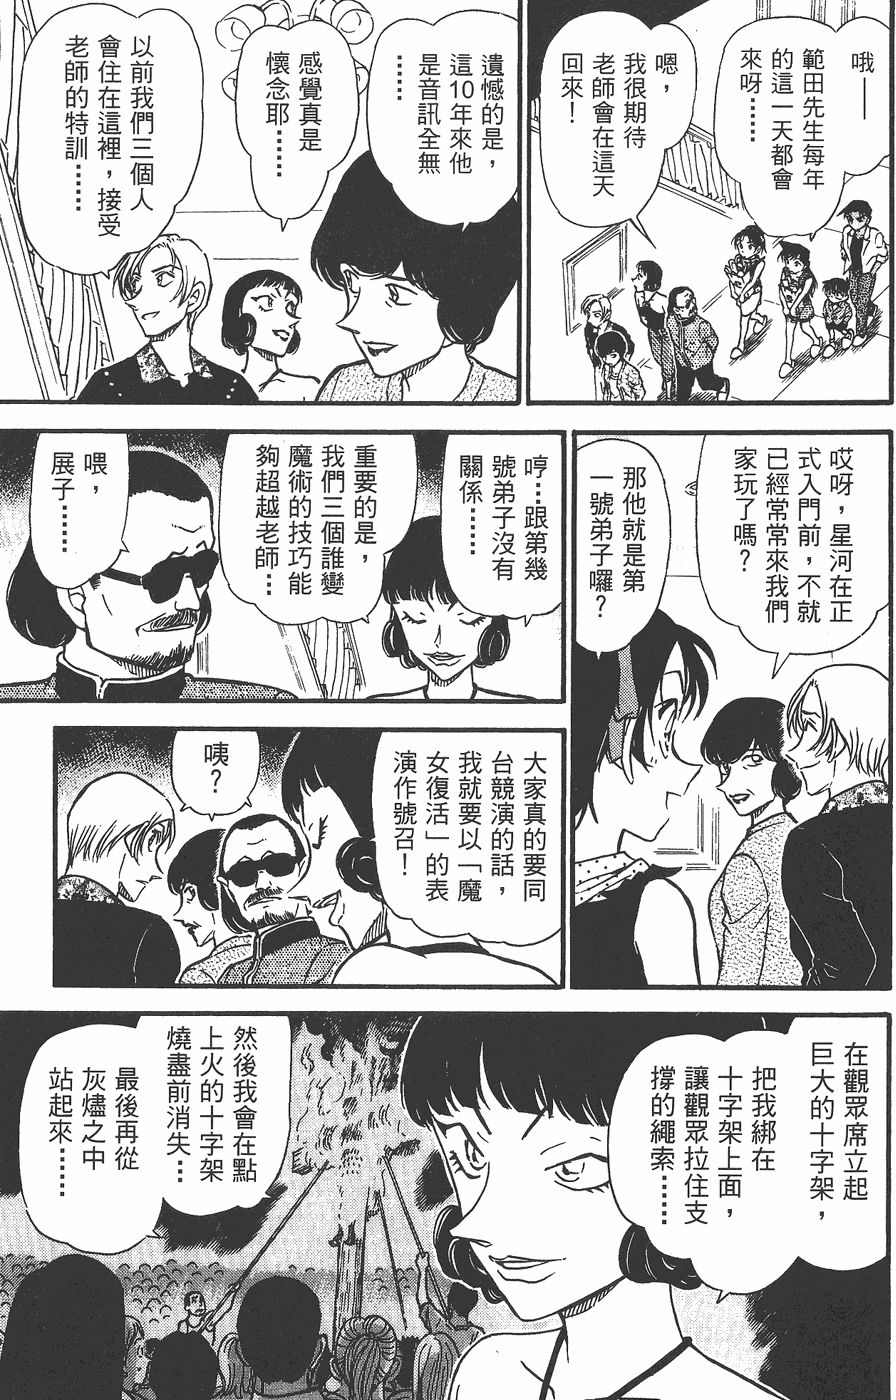 哦——
範田先生每年
的這一天都會
來呀……
嗯，
我很期待
老師會在這天
回來！
遺憾的是，
這10年來他
是音訊全無
……
感覺真是
懷念耶……
以前我們三個人
會住在這裡，接受
老師的特訓……
哎呀，星河在正
式入門前，不就
已經常常來我們
家玩了嗎？
那他就是第
一號弟子囉？
哼…跟第幾
號弟子沒有
關係……
重要的是，
我們三個誰變
魔術的技巧能
夠超越老師…
喂，
展子……
大家真的要同
台競演的話，
我就要以「魔
女復活」的表
演作號召！
咦？
在觀眾席立起
巨大的十字架，
把我綁在
十字架上面，
讓觀眾拉住支
撐的繩索……
然後我會在點
上火的十字架
燒盡前消失…
最後再從
灰燼之中
站起來……